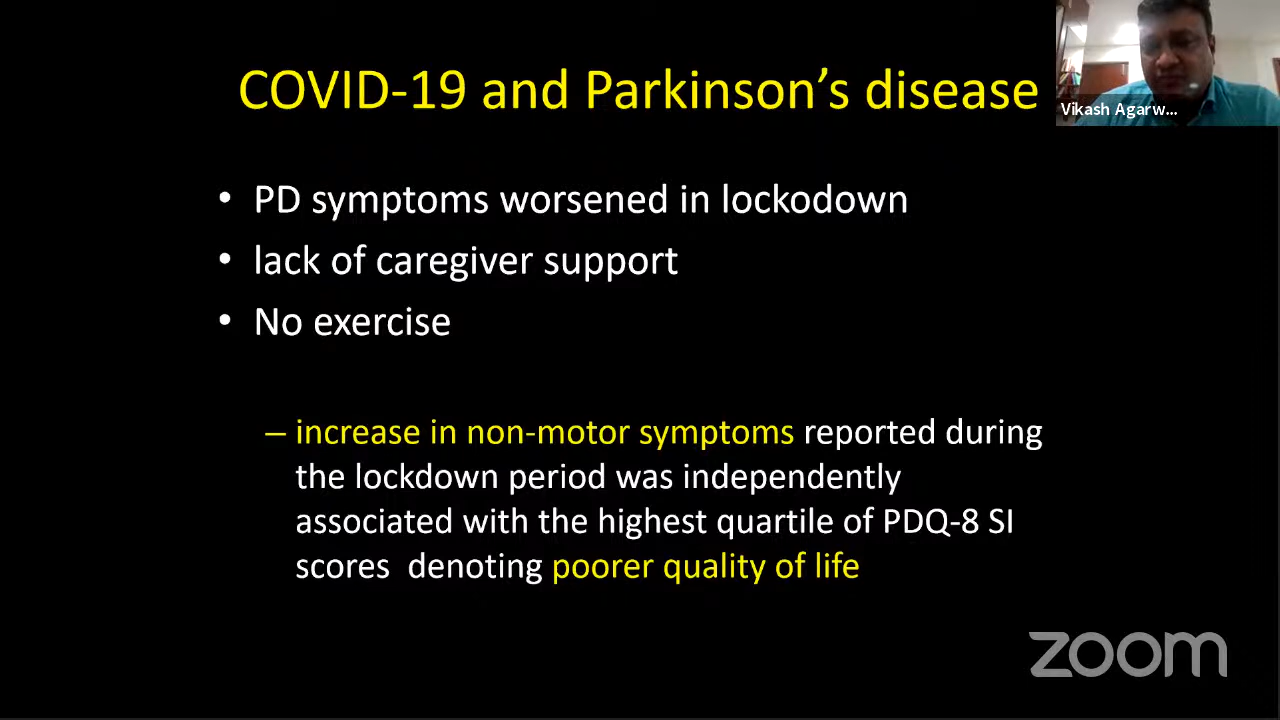 COVID-19 and Parkinson’s disease
Vikash Agarw...
• PD symptoms worsened in lockodown
• lack of caregiver support
• No exercise
– increase in non-motor symptoms reported during
the lockdown period was independently
associated with the highest quartile of PDQ-8 SI
scores denoting poorer quality of life
zoom